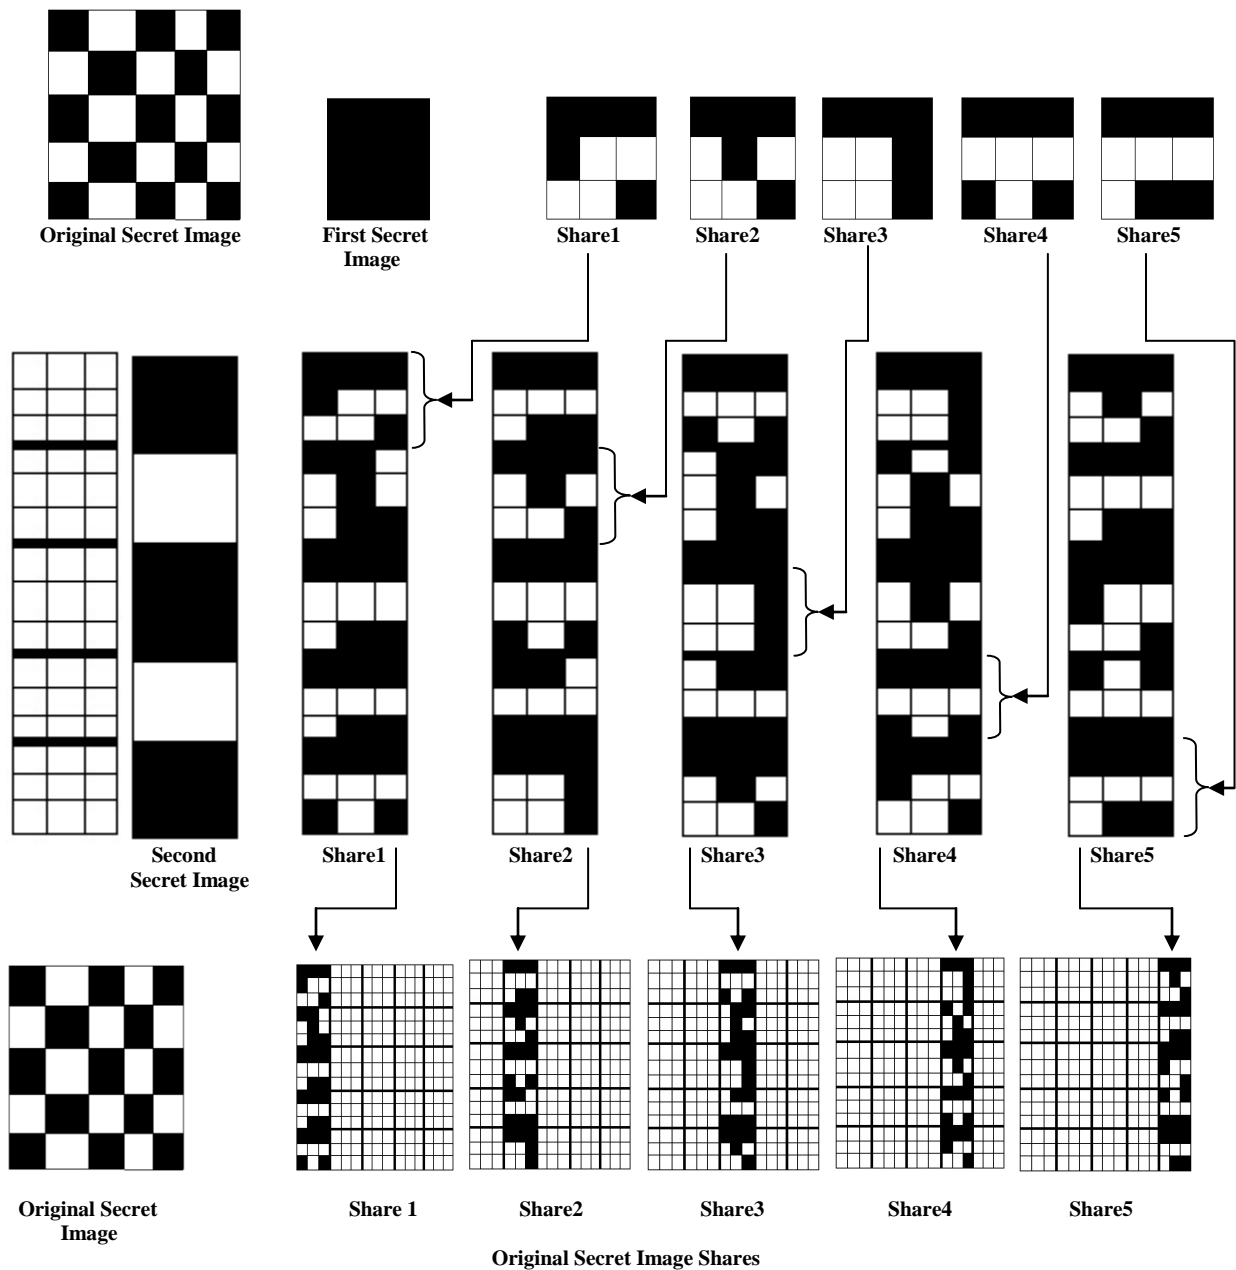 Original Secret Image
First Secret
Image
Share1
Share2
Share3
Share4
Share5
Second
Secret Image
Share1
Share2
Share3
Share4
Share5
Original Secret
Image
Share 1
Share2
Share3
Share4
Share5
Original Secret Image Shares